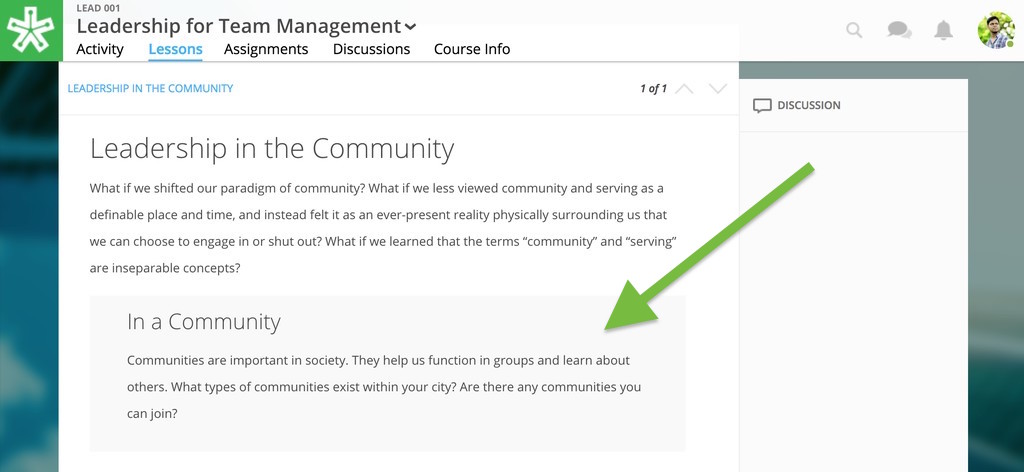 LEAD 001
Leadership for Team Management
Activity Lessons Assignments Discussions Course Info
LEADERSHIP IN THE COMMUNITY
1 of 1
DISCUSSION
Leadership in the Community
What if we shifted our paradigm of community? What if we less viewed community and serving as a
definable place and time, and instead felt it as an ever-present reality physically surrounding us that
we can choose to engage in or shut out? What if we learned that the terms “community” and “serving”
are inseparable concepts?
In a Community
Communities are important in society. They help us function in groups and learn about
others. What types of communities exist within your city? Are there any communities you
can join?